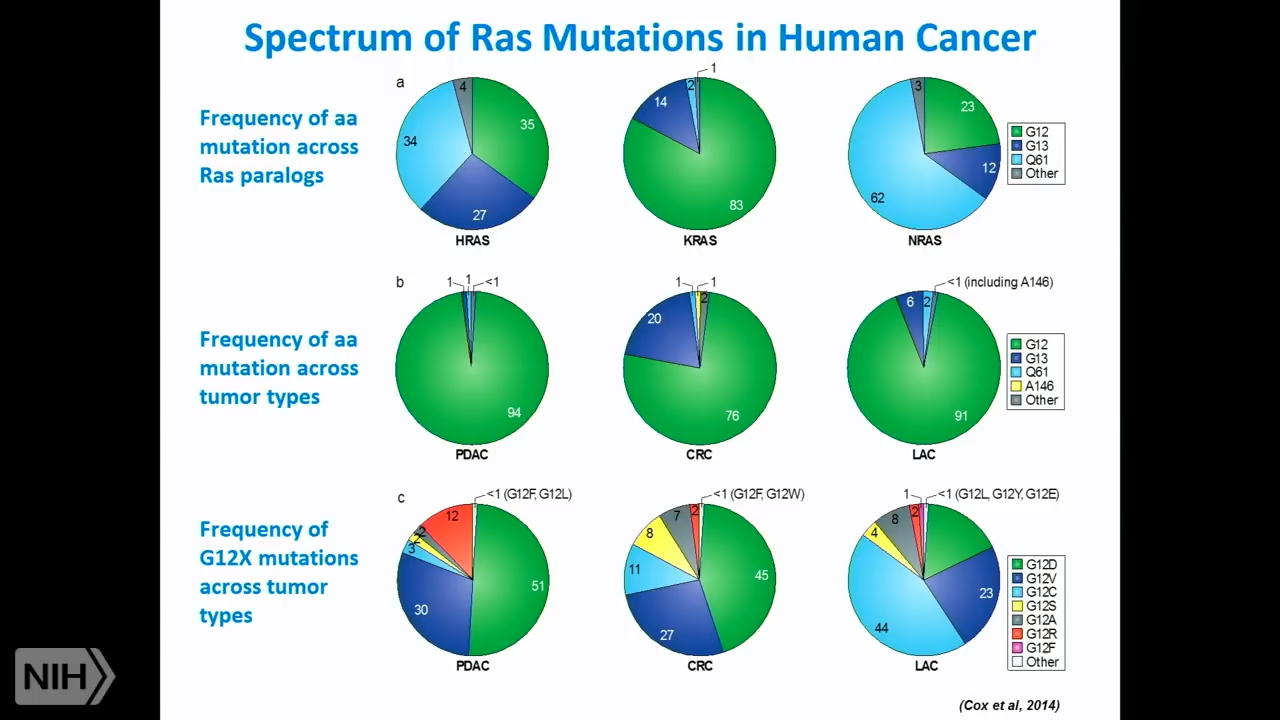 Spectrum of Ras Mutations in Human Cancer
Frequency of aa
mutation across
Ras paralogs
a
4
35
34
27
HRAS
1
2
14
83
KRAS
3
23
12
62
NRAS
G12
G13
Q61
Other
Frequency of aa
mutation across
tumor types
b
1
1
<1
94
PDAC
1
1
2
20
76
CRC
<1 (including A146)
6
2
91
LAC
G12
G13
Q61
A146
Other
Frequency of
G12X mutations
across tumor
types
c
<1 (G12F, G12L)
12
2
2
3
51
30
PDAC
<1 (G12F, G12W)
2
7
8
11
45
27
CRC
1
<1 (G12L, G12Y, G12E)
2
8
4
23
44
LAC
G12D
G12V
G12C
G12S
G12A
G12R
G12F
Other
NIH
(Cox et al, 2014)